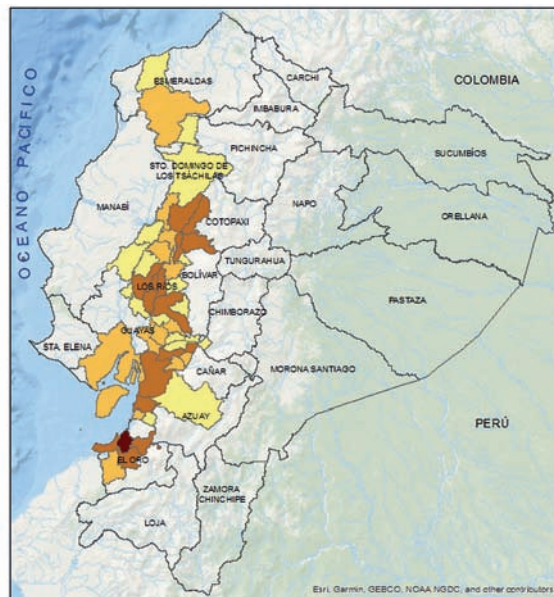 OCEANO PACIFICO
ESMERALDAS
CARCHI
COLOMBIA
IMBABURA
PICHINCHA
SUCUMBÍOS
STO. DOMINGO DE
LOS TSÁCHILAS
MANABÍ
NAPO
ORELLANA
COTOPAXI
TUNGURAHUA
BOLÍVAR
LOS RÍOS
PASTAZA
CHIMBORAZO
GUAYAS
STA. ELENA
CAÑAR
MORONA SANTIAGO
AZUAY
PERÚ
EL ORO
ZAMORA
CHINCHIPE
LOJA
Esri, Garmin, GEBCO, NOAA NGDC, and other contributors